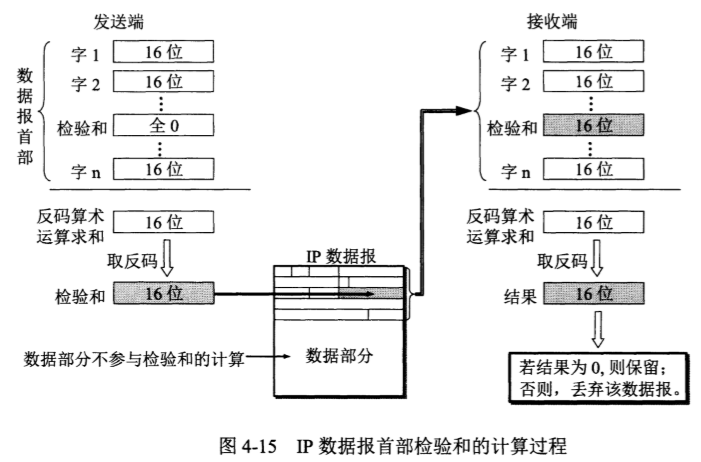 发送端
数据报首部
字 1 16 位
字 2 16 位
检验和 全 0
字 n 16 位
反码算术
运算求和
16 位
取反码
检验和 16 位
数据部分不参与检验和的计算
IP 数据报
数据部分
接收端
字 1 16 位
字 2 16 位
检验和 16 位
字 n 16 位
反码算术
运算求和
16 位
取反码
结果 16 位
若结果为 0, 则保留；
否则，丢弃该数据报。
图 4-15 IP 数据报首部检验和的计算过程